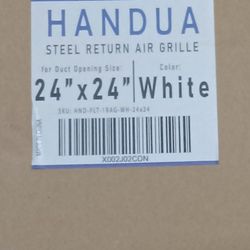 HANDUA
STEEL RETURN AIR GRILLE
for Duct Opening Size: Color:
24"x24" White
SKU: HND-FLT-1RAG-WH-24x24
X002J02CDN